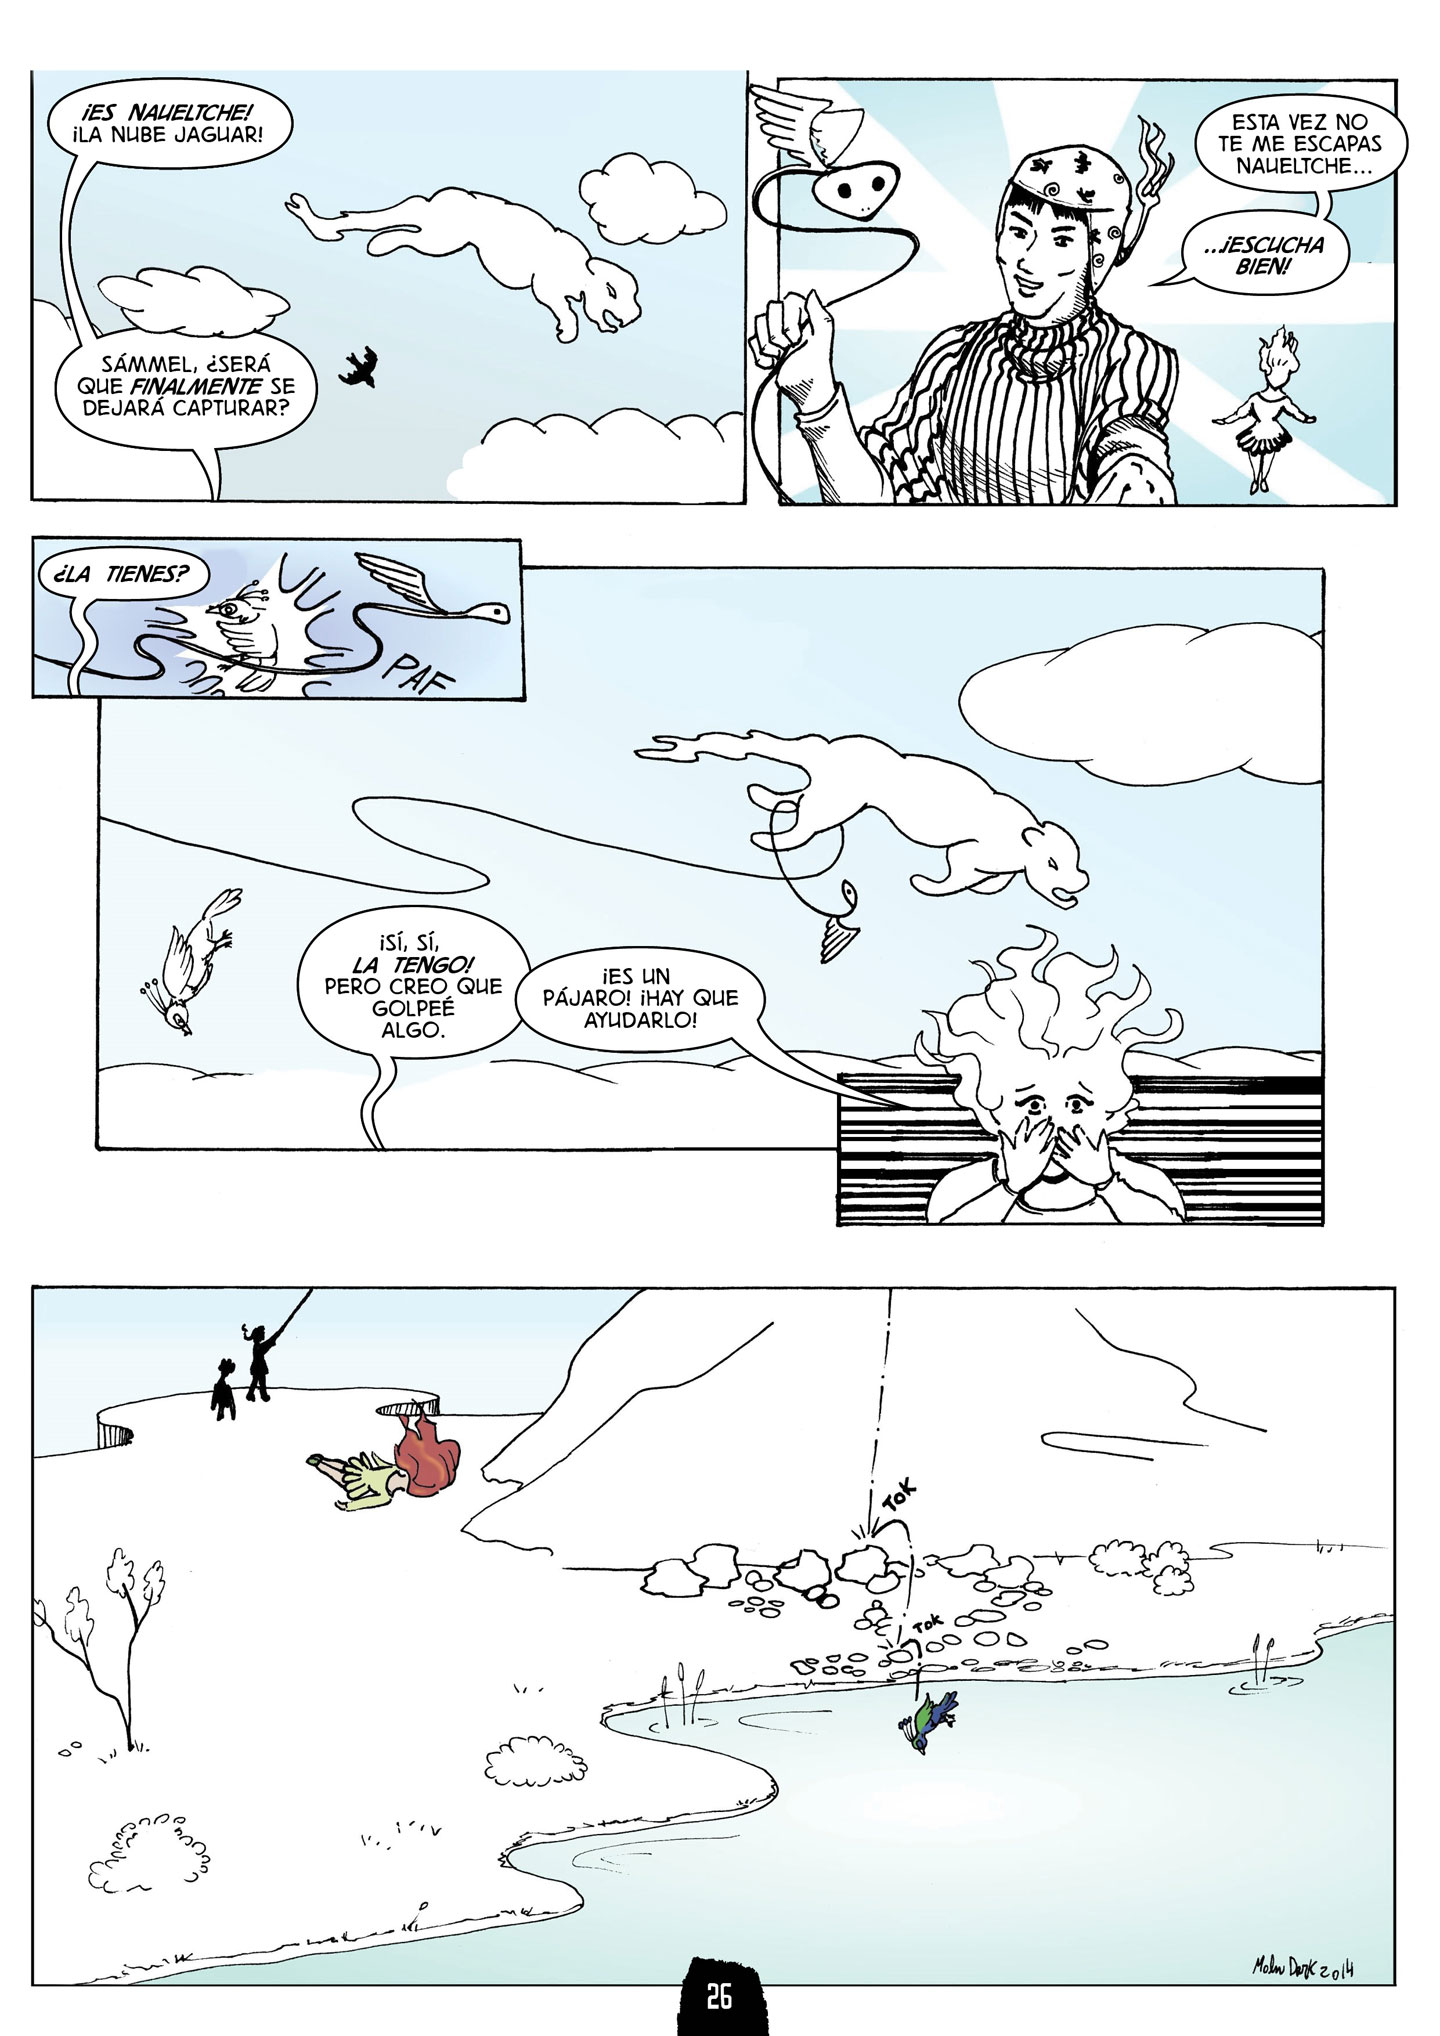 ¡ES NAUELTCHE!
¡LA NUBE JAGUAR!
SÁMMEL, ¿SERÁ
QUE FINALMENTE SE
DEJARÁ CAPTURAR?
ESTA VEZ NO
TE ME ESCAPAS
NAUELTCHE...
...¡ESCUCHA
BIEN!
¿LA TIENES?
PAF
¡SÍ, SÍ,
LA TENGO!
PERO CREO QUE
GOLPEÉ
ALGO.
¡ES UN
PÁJARO! ¡HAY QUE
AYUDARLO!
TOK
TOK
2014
26